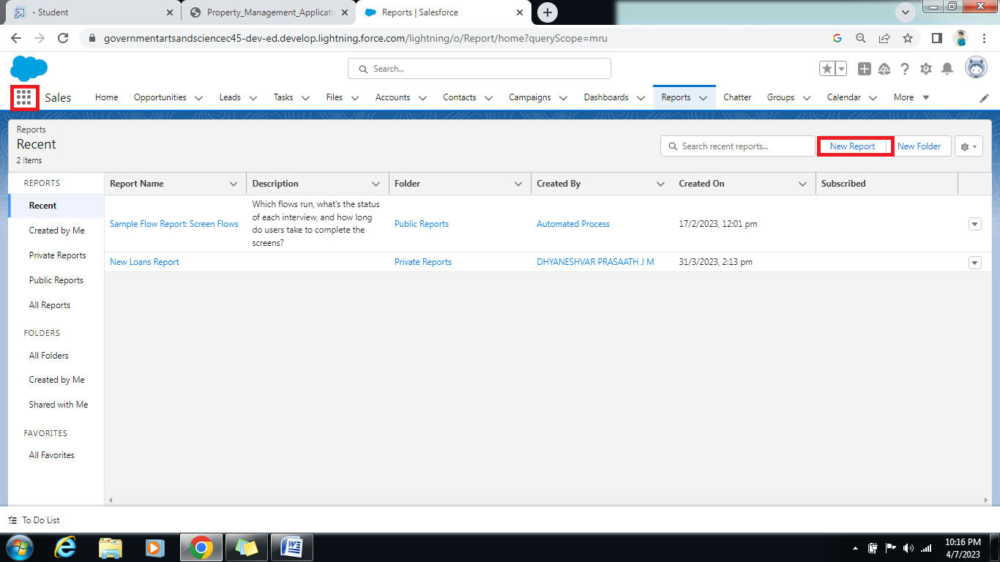 - Student
Property_Management_Applicati
Reports | Salesforce
governmentartsandsciencec45-dev-ed.develop.lightning.force.com/lightning/o/Report/home?queryScope=mru
Search...
Sales
Home
Opportunities
Leads
Tasks
Files
Accounts
Contacts
Campaigns
Dashboards
Reports
Chatter
Groups
Calendar
More
Reports
Recent
2 items
Search recent reports...
New Report
New Folder
REPORTS
Recent
Created by Me
Private Reports
Public Reports
All Reports
FOLDERS
All Folders
Created by Me
Shared with Me
FAVORITES
All Favorites
Report Name
Description
Folder
Created By
Created On
Subscribed
Sample Flow Report: Screen Flows
Which flows run, what's the status
of each interview, and how long
do users take to complete the
screens?
Public Reports
Automated Process
17/2/2023, 12:01 pm
New Loans Report
Private Reports
DHYANESHVAR PRASAATH J M
31/3/2023, 2:13 pm
To Do List
10:16 PM
4/7/2023